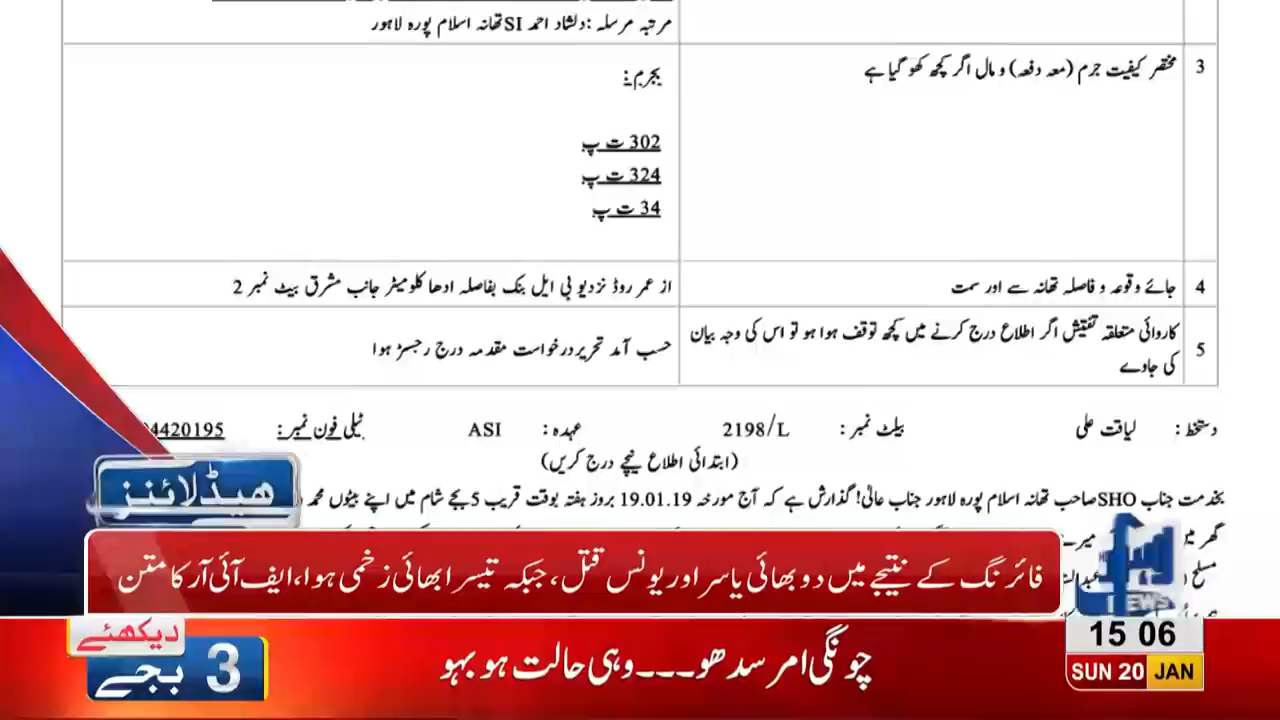 مرتبہ مرسلہ : دلشاد احمد SI تھانہ اسلام پورہ لاہور
3 مختصر کیفیت جرم (معہ دفعہ) و مال اگر کچھ کھو گیا ہے
بجرم :
302 ت پ
324 ت پ
34 ت پ
4 جائے وقوعہ و فاصلہ تھانہ سے اور سمت
از عمر روڈ نزد یو بی ایل بنک بفاصلہ ادھا کلومیٹر جانب مشرق بیٹ نمبر 2
5 کاروائی متعلقہ تفتیش اگر اطلاع درج کرنے میں کچھ توقف ہوا ہو تو اس کی وجہ بیان
کی جاوے
حسب آمد تحریر درخواست مقدمہ درج رجسڑ ہوا
دستخط : لیاقت علی بیلٹ نمبر : 2198/L عہدہ : ASI ٹیلی فون نمبر : 4420195
(ابتدائی اطلاع نیچے درج کریں)
بخدمت جناب SHO صاحب تھانہ اسلام پورہ لاہور جناب عالی! گذارش ہے کہ آج مورخہ 19.01.19 بروز ہفتہ بوقت قریب 5 بجے شام میں اپنے بیٹوں محمد
گھر
مسلح
ھیڈلائنز
فائرنگ کے نتیجے میں دو بھائی یاسر اور یونس قتل، جبکہ تیسرا بھائی زخمی ہوا، ایف آئی آر کا متن
NEWS
15 06
SUN 20 JAN
دیکھئے
3 بجے
چونگی امر سدھو۔۔۔ وہی حالت ہو بہو